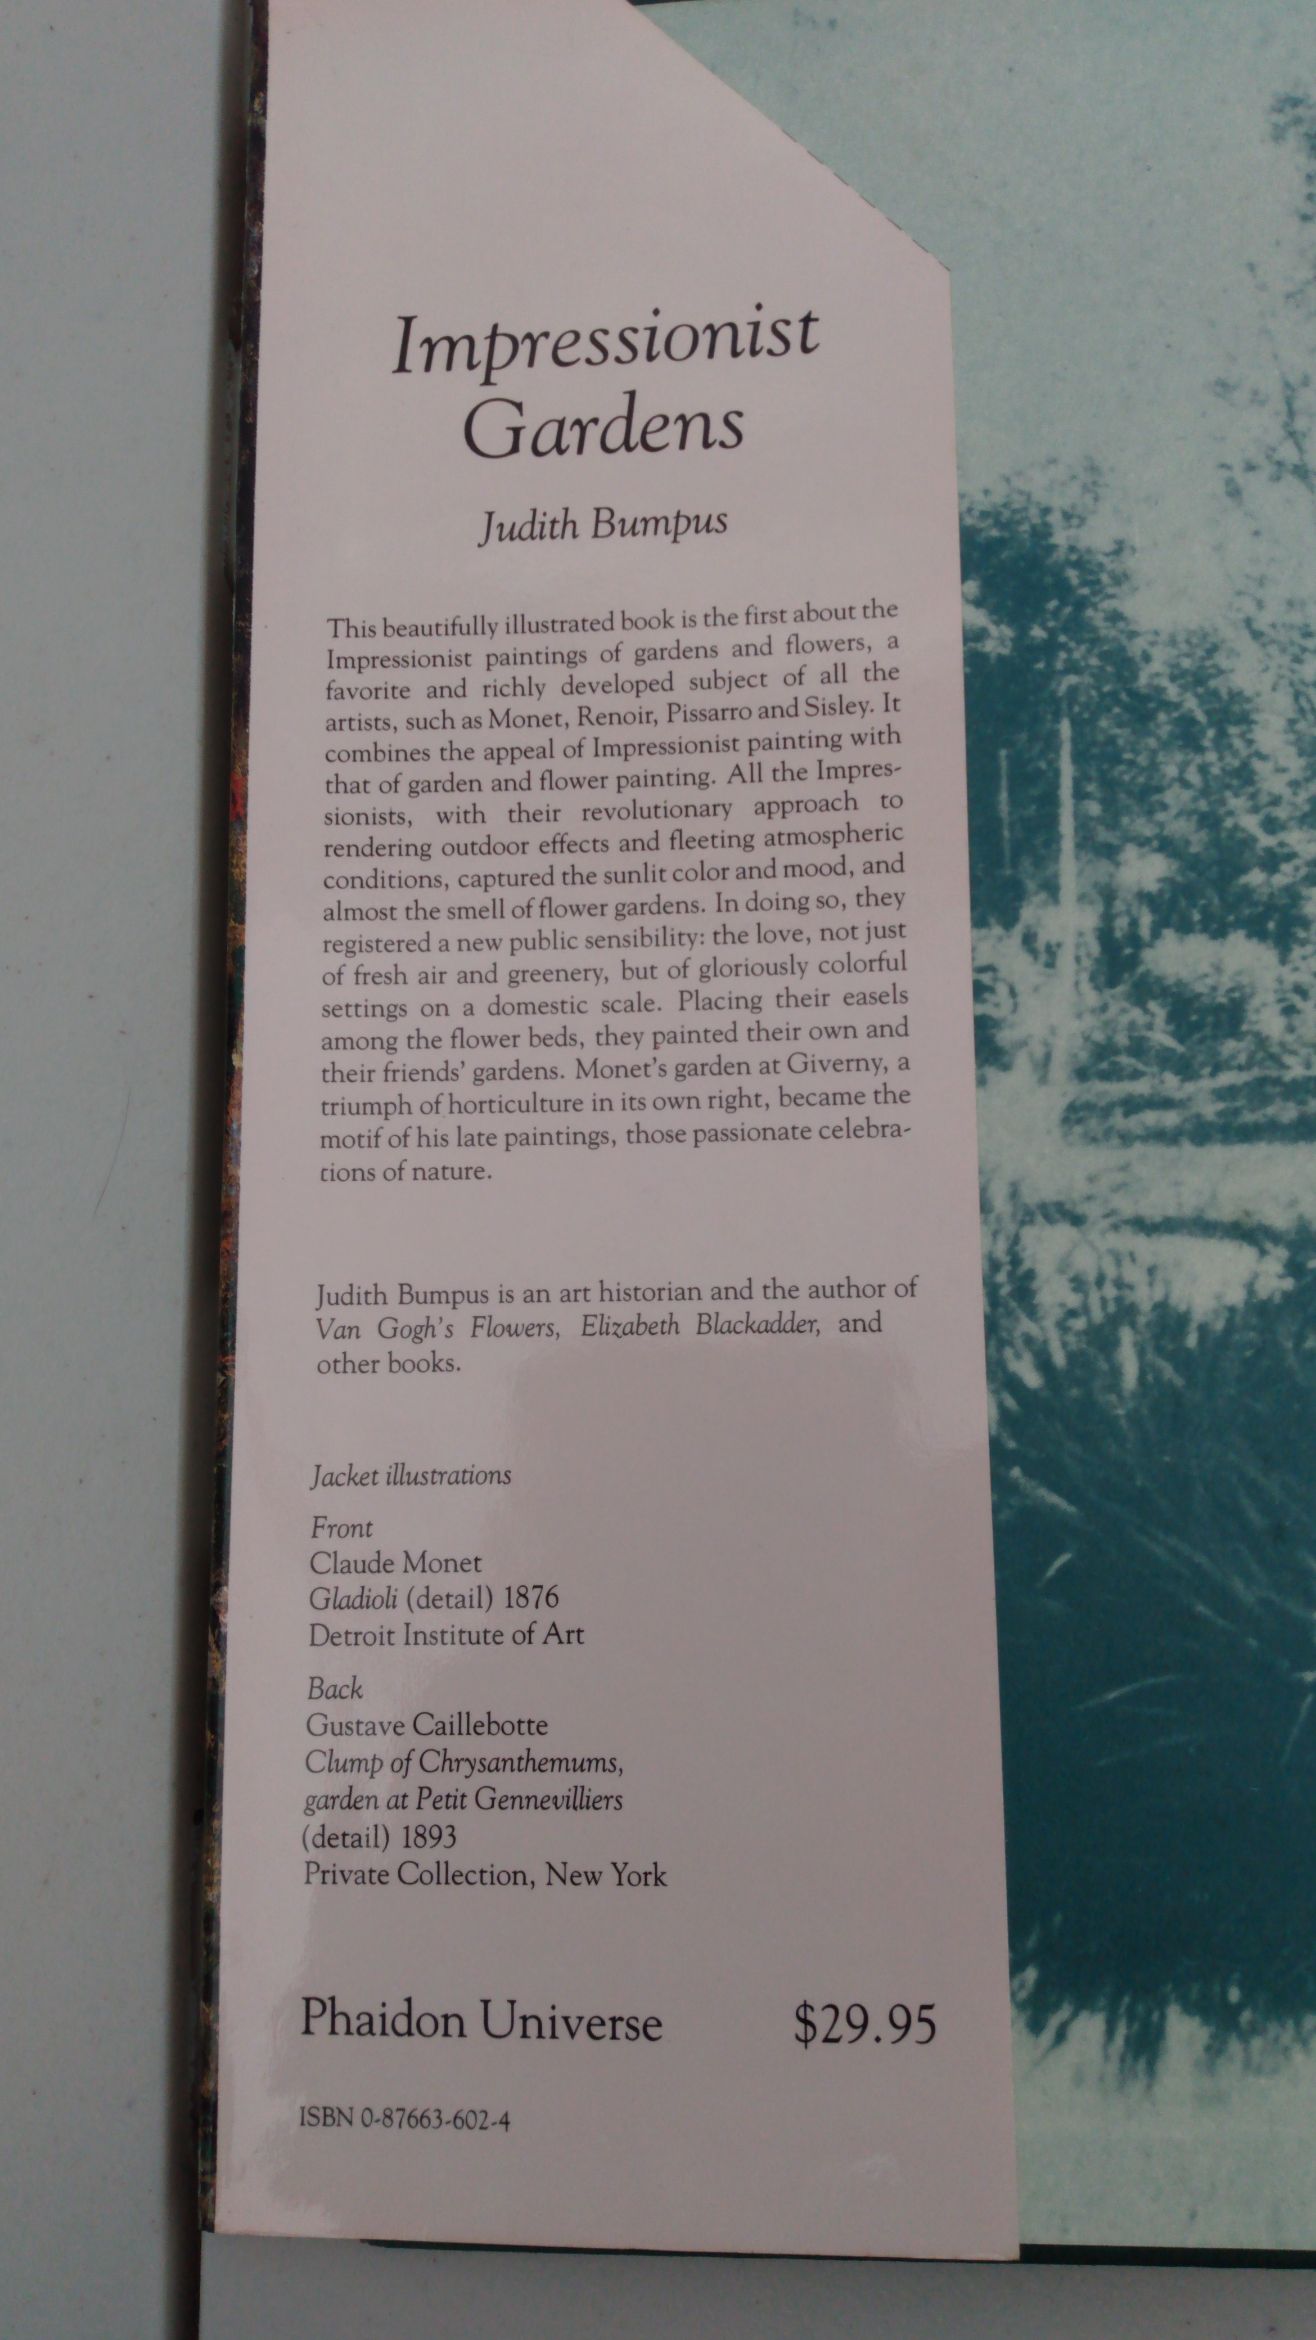 Impressionist
Gardens
Judith Bumpus
This beautifully illustrated book is the first about the
Impressionist paintings of gardens and flowers, a
favorite and richly developed subject of all the
artists, such as Monet, Renoir, Pissarro and Sisley. It
combines the appeal of Impressionist painting with
that of garden and flower painting. All the Impres-
sionists, with their revolutionary approach to
rendering outdoor effects and fleeting atmospheric
conditions, captured the sunlit color and mood, and
almost the smell of flower gardens. In doing so, they
registered a new public sensibility: the love, not just
of fresh air and greenery, but of gloriously colorful
settings on a domestic scale. Placing their easels
among the flower beds, they painted their own and
their friends' gardens. Monet's garden at Giverny, a
triumph of horticulture in its own right, became the
motif of his late paintings, those passionate celebra-
tions of nature.
Judith Bumpus is an art historian and the author of
Van Gogh's Flowers, Elizabeth Blackadder, and
other books.
Jacket illustrations
Front
Claude Monet
Gladioli (detail) 1876
Detroit Institute of Art
Back
Gustave Caillebotte
Clump of Chrysanthemums,
garden at Petit Gennevilliers
(detail) 1893
Private Collection, New York
Phaidon Universe $29.95
ISBN 0-87663-602-4